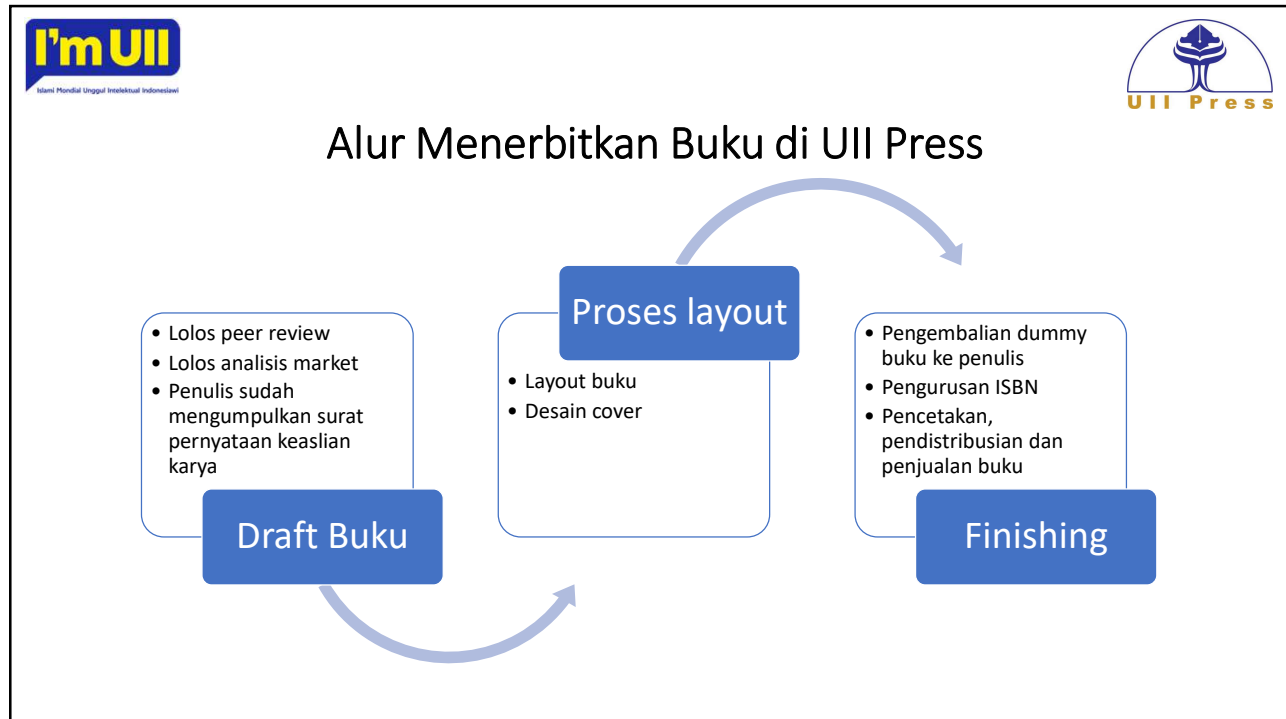 I'm UII
Islami Mondial Unggul Intelektual Indonesiawi
UII Press
Alur Menerbitkan Buku di UII Press
• Lolos peer review
• Lolos analisis market
• Penulis sudah
mengumpulkan surat
pernyataan keaslian
karya
Draft Buku
Proses layout
• Layout buku
• Desain cover
• Pengembalian dummy
buku ke penulis
• Pengurusan ISBN
• Pencetakan,
pendistribusian dan
penjualan buku
Finishing